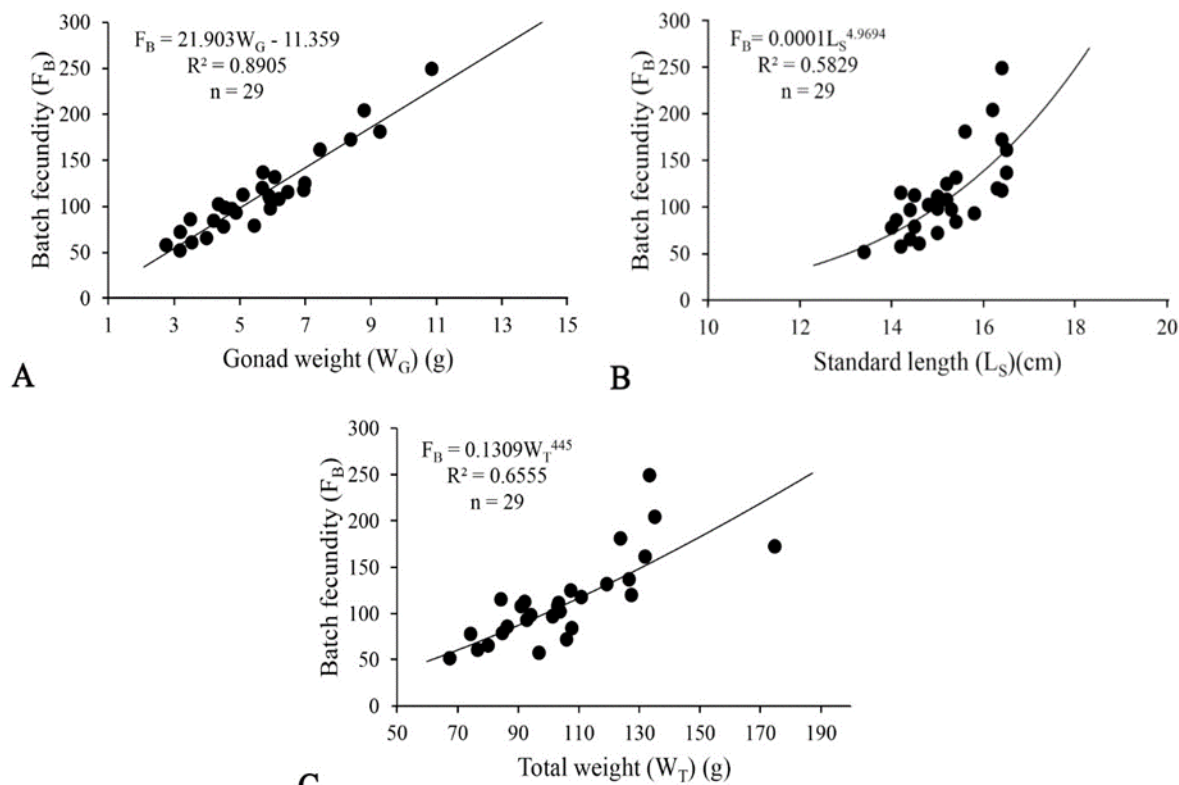 300
250
200
150
100
50
0
Batch fecundity (F_B)
F_B = 21.903W_G - 11.359
R² = 0.8905
n = 29
1 3 5 7 9 11 13 15
Gonad weight (W_G) (g)
A
300
250
200
150
100
50
0
Batch fecundity (F_B)
F_B= 0.0001L_S^4.9694
R² = 0.5829
n = 29
10 12 14 16 18 20
Standard length (L_S)(cm)
B
300
250
200
150
100
50
0
Batch fecundity (F_B)
F_B = 0.1309W_T^445
R² = 0.6555
n = 29
50 70 90 110 130 150 170 190
Total weight (W_T) (g)
C